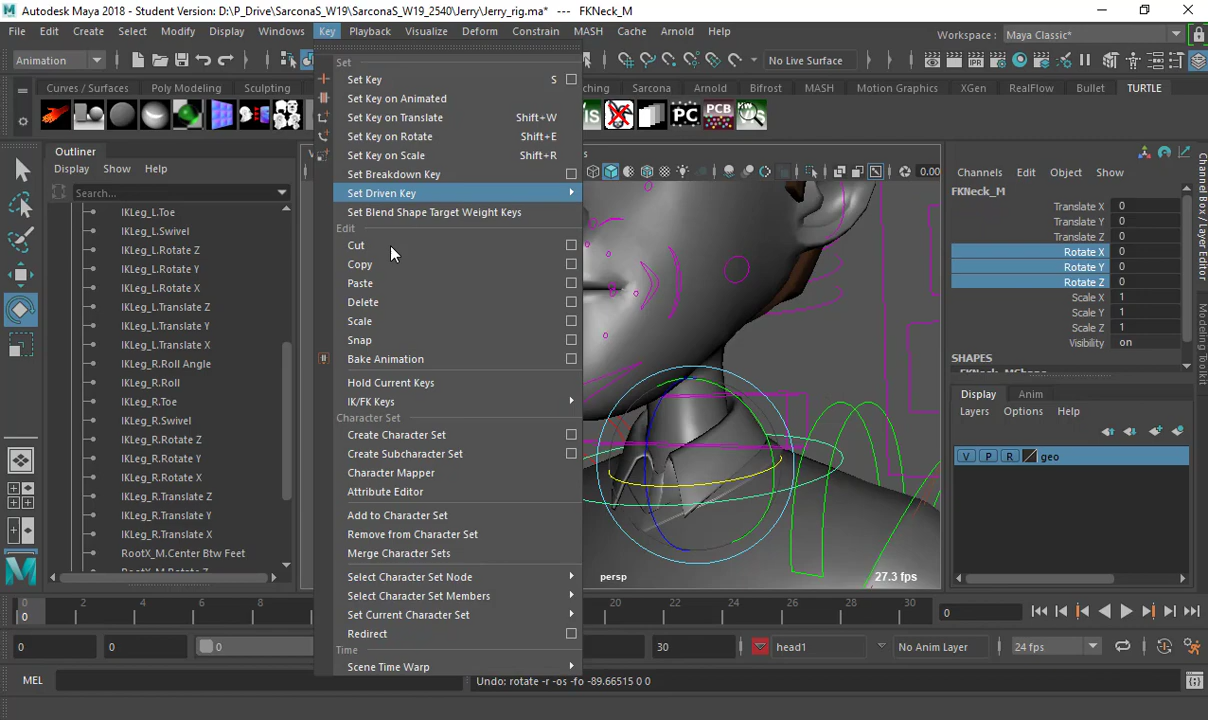 Autodesk Maya 2018 - Student Version: D:\P_Drive\SarconaS_W19\SarconaS_W19_2540\Jerry\Jerry_rig.ma* --- FKNeck_M
File Edit Create Select Modify Display Windows Key Playback Visualize Deform Constrain MASH Cache Arnold Help
Workspace : Maya Classic*
Animation
No Live Surface
Curves / Surfaces Poly Modeling Sculpting
Sarcona Arnold Bifrost MASH Motion Graphics XGen RealFlow Bullet TURTLE
PC PCB
Outliner
Display Show Help
Search...
IKLeg_L.Toe
IKLeg_L.Swivel
IKLeg_L.Rotate Z
IKLeg_L.Rotate Y
IKLeg_L.Rotate X
IKLeg_L.Translate Z
IKLeg_L.Translate Y
IKLeg_L.Translate X
IKLeg_R.Roll Angle
IKLeg_R.Roll
IKLeg_R.Toe
IKLeg_R.Swivel
IKLeg_R.Rotate Z
IKLeg_R.Rotate Y
IKLeg_R.Rotate X
IKLeg_R.Translate Z
IKLeg_R.Translate Y
IKLeg_R.Translate X
RootX_M.Center Btw Feet
Set
Set Key S
Set Key on Animated
Set Key on Translate Shift+W
Set Key on Rotate Shift+E
Set Key on Scale Shift+R
Set Breakdown Key
Set Driven Key
Set Blend Shape Target Weight Keys
Edit
Cut
Copy
Paste
Delete
Scale
Snap
Bake Animation
Hold Current Keys
IK/FK Keys
Character Set
Create Character Set
Create Subcharacter Set
Character Mapper
Attribute Editor
Add to Character Set
Remove from Character Set
Merge Character Sets
Select Character Set Node
Select Character Set Members
Set Current Character Set
Redirect
Time
Scene Time Warp
0.00
persp
27.3 fps
Channels Edit Object Show
FKNeck_M
Translate X 0
Translate Y 0
Translate Z 0
Rotate X 0
Rotate Y 0
Rotate Z 0
Scale X 1
Scale Y 1
Scale Z 1
Visibility on
SHAPES
Display Anim
Layers Options Help
V P R geo
Channel Box / Layer Editor
Modeling Toolkit
0 2 4 6 8 20 22 24 26 28 30
0
0
0 0 0 30 head1 No Anim Layer 24 fps
MEL
Undo: rotate -r -os -fo -89.66515 0 0